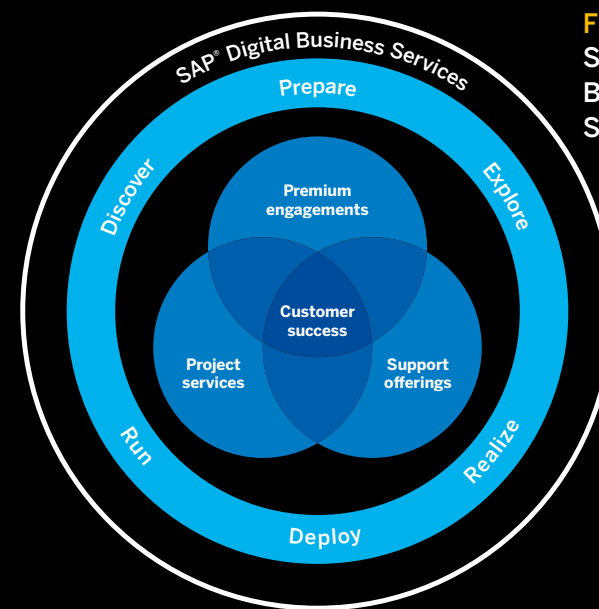 SAP® Digital Business Services
Prepare
Discover
Explore
Premium
engagements
Customer
success
Project
services
Support
offerings
Run
Realize
Deploy